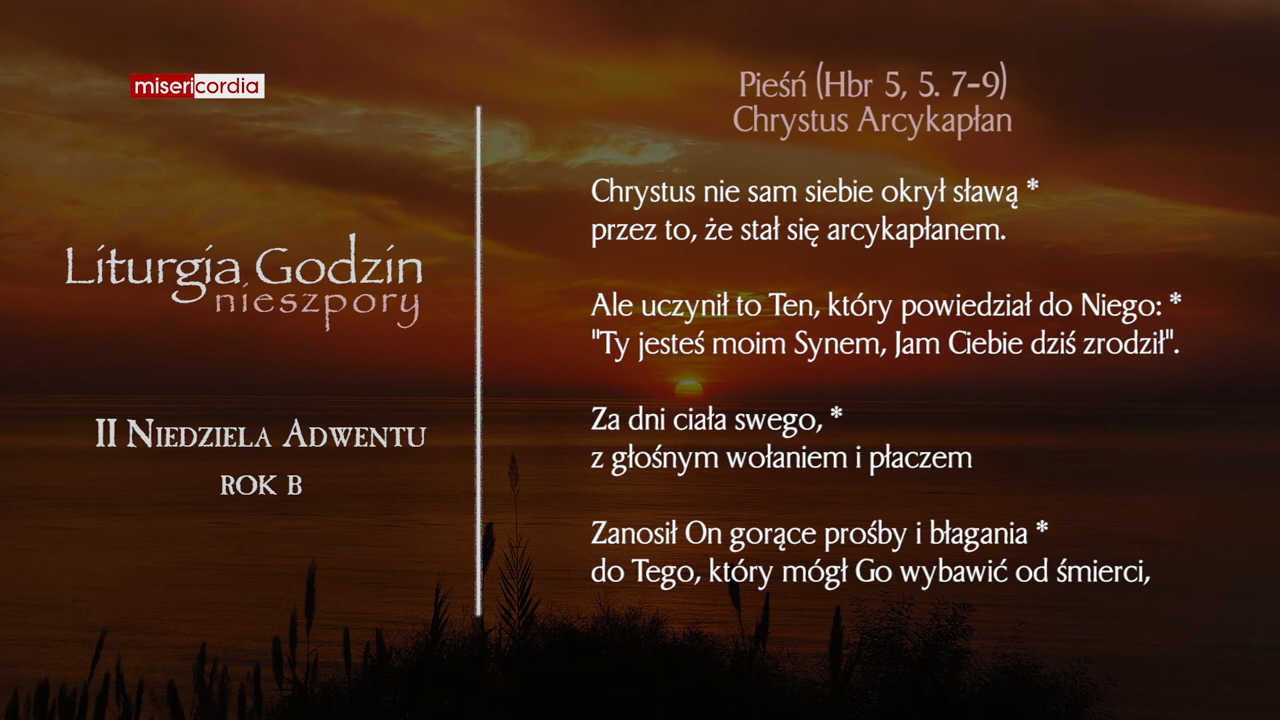 misericordia
Liturgia Godzin
nieszpory
II Niedziela Adwentu
rok B
Pieśń (Hbr 5, 5. 7-9)
Chrystus Arcykapłan
Chrystus nie sam siebie okrył sławą *
przez to, że stał się arcykapłanem.
Ale uczynił to Ten, który powiedział do Niego: *
"Ty jesteś moim Synem, Jam Ciebie dziś zrodził".
Za dni ciała swego, *
z głośnym wołaniem i płaczem
Zanosił On gorące prośby i błagania *
do Tego, który mógł Go wybawić od śmierci,